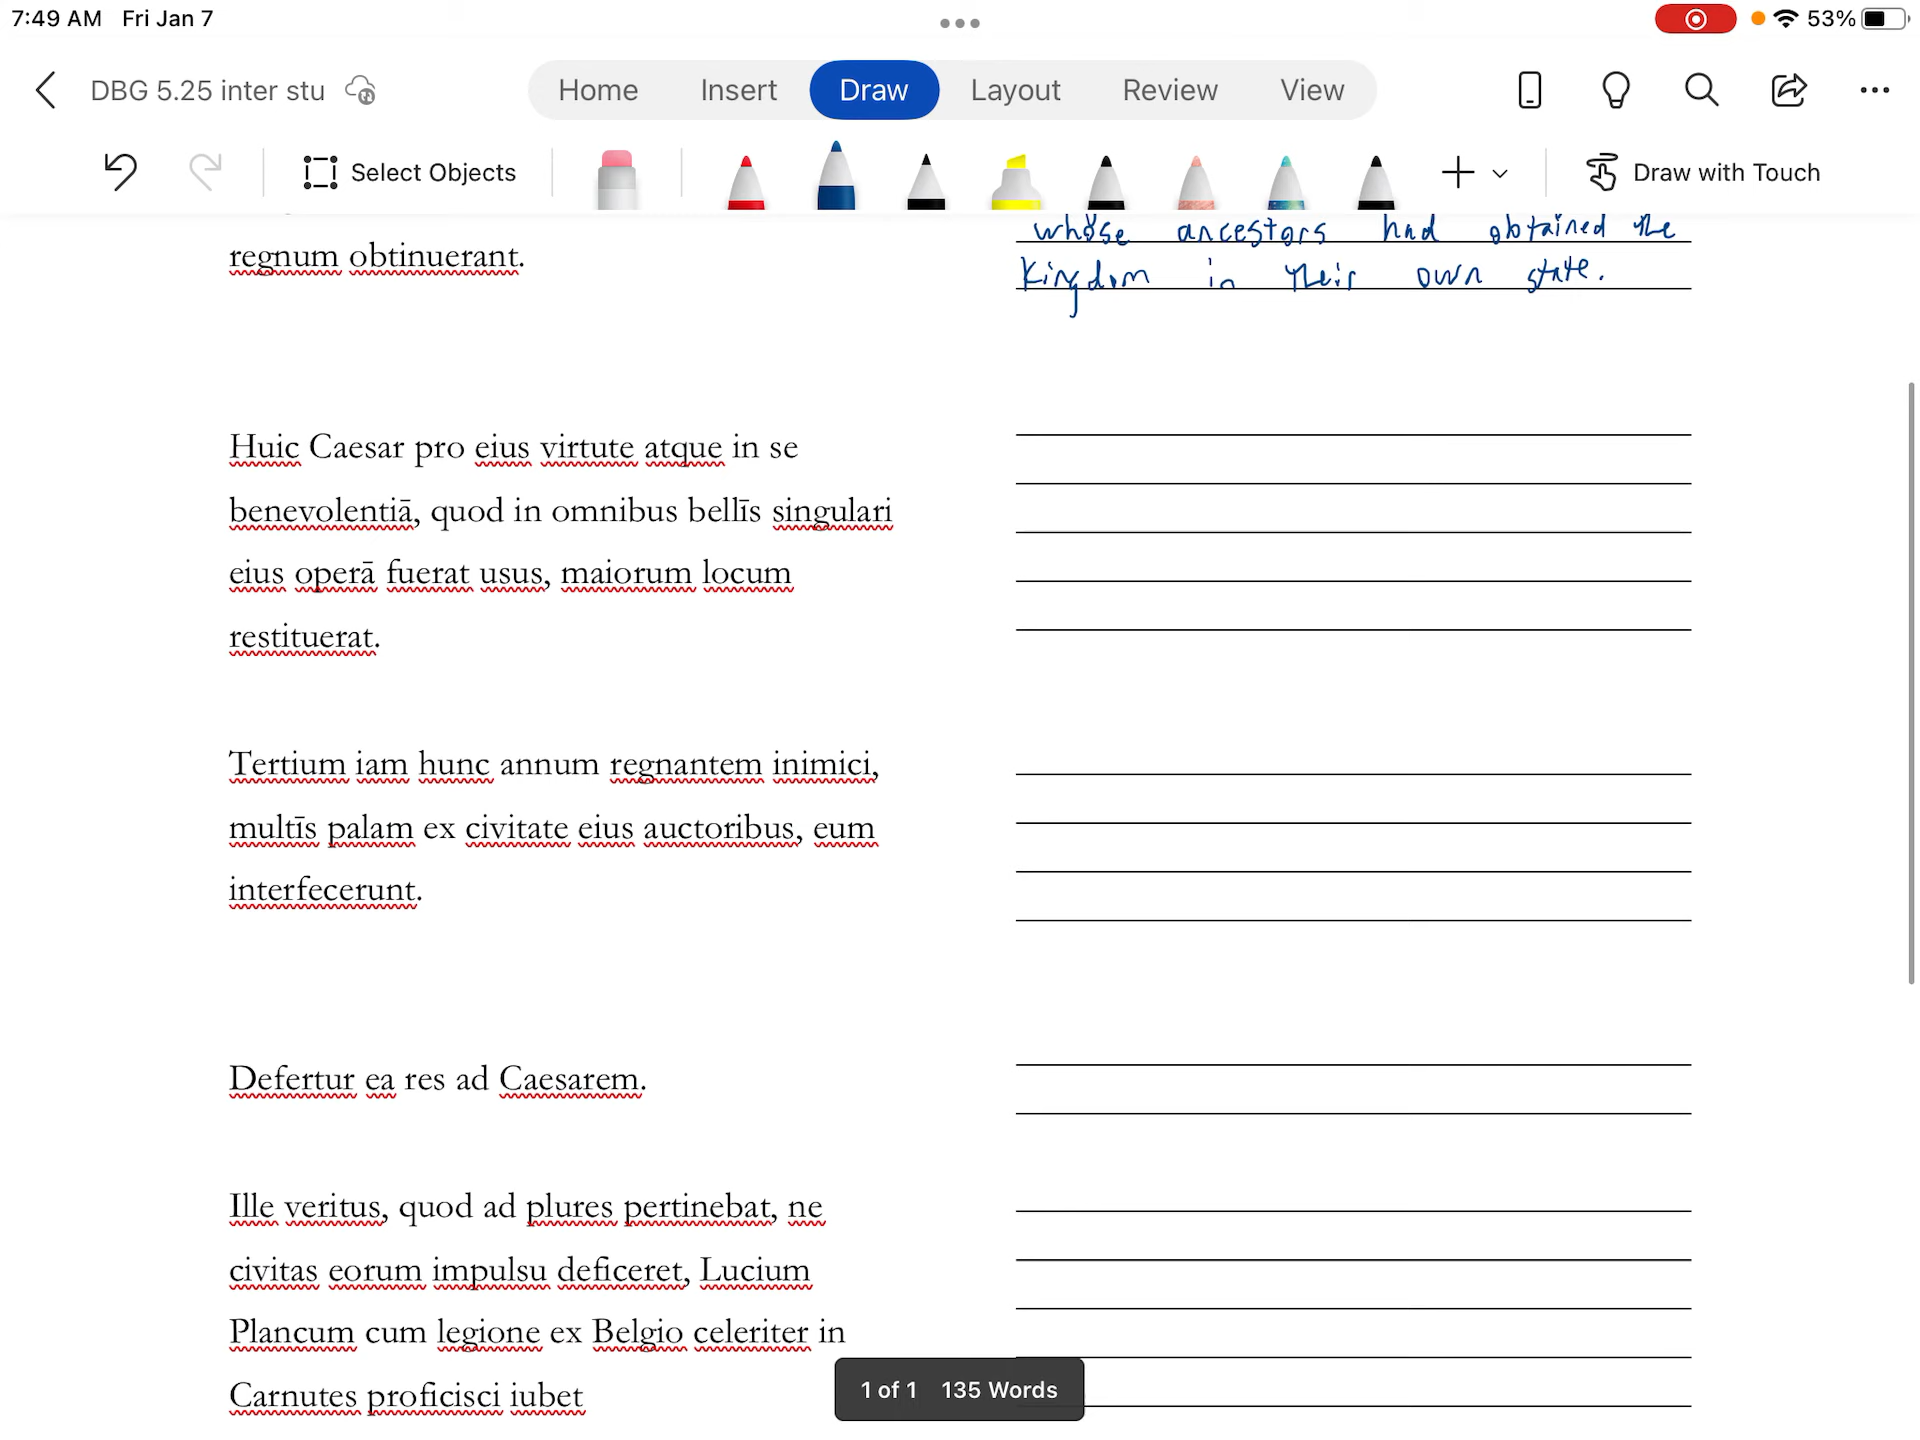 7:49 AM Fri Jan 7 53%
DBG 5.25 inter stu Home Insert Draw Layout Review View
Select Objects Draw with Touch
whose ancestors had obtained the
regnum obtinuerant.
Kingdom in their own state.
Huic Caesar pro eius virtute atque in se
benevolentiā, quod in omnibus bellīs singulari
eius operā fuerat usus, maiorum locum
restituerat.
Tertium iam hunc annum regnantem inimici,
multīs palam ex civitate eius auctoribus, eum
interfecerunt.
Defertur ea res ad Caesarem.
Ille veritus, quod ad plures pertinebat, ne
civitas eorum impulsu deficeret, Lucium
Plancum cum legione ex Belgio celeriter in
Carnutes proficisci iubet
1 of 1 135 Words